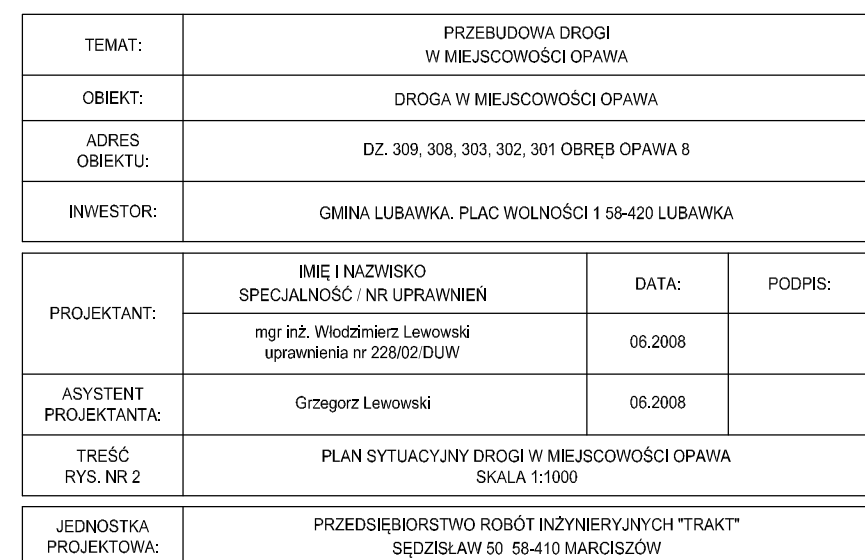 TEMAT:
PRZEBUDOWA DROGI
W MIEJSCOWOŚCI OPAWA
OBIEKT:
DROGA W MIEJSCOWOŚCI OPAWA
ADRES
OBIEKTU:
DZ. 309, 308, 303, 302, 301 OBRĘB OPAWA 8
INWESTOR:
GMINA LUBAWKA. PLAC WOLNOŚCI 1 58-420 LUBAWKA
PROJEKTANT:
IMIĘ I NAZWISKO
SPECJALNOŚĆ / NR UPRAWNIEŃ
DATA:
PODPIS:
mgr inż. Włodzimierz Lewowski
uprawnienia nr 228/02/DUW
06.2008
ASYSTENT
PROJEKTANTA:
Grzegorz Lewowski
06.2008
TREŚĆ
RYS. NR 2
PLAN SYTUACYJNY DROGI W MIEJSCOWOŚCI OPAWA
SKALA 1:1000
JEDNOSTKA
PROJEKTOWA:
PRZEDSIĘBIORSTWO ROBÓT INŻYNIERYJNYCH "TRAKT"
SĘDZISŁAW 50 58-410 MARCISZÓW